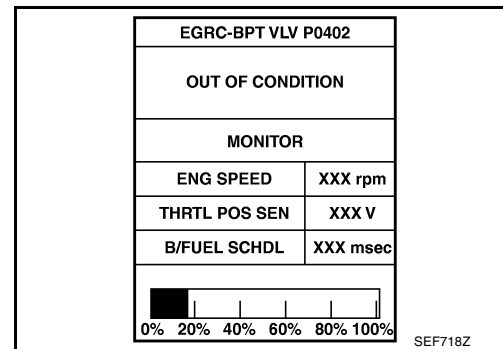 EGRC-BPT VLV P0402
OUT OF CONDITION
MONITOR
ENG SPEED XXX rpm
THRTL POS SEN XXX V
B/FUEL SCHDL XXX msec
0% 20% 40% 60% 80% 100%
SEF718Z